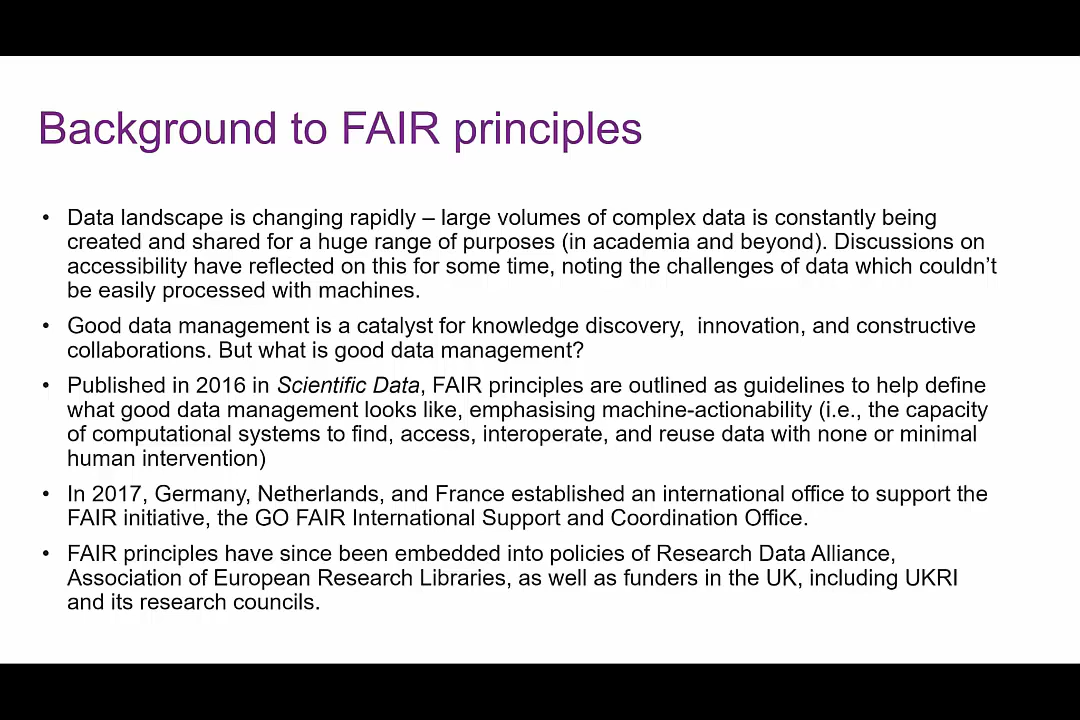 Background to FAIR principles
• Data landscape is changing rapidly – large volumes of complex data is constantly being
created and shared for a huge range of purposes (in academia and beyond). Discussions on
accessibility have reflected on this for some time, noting the challenges of data which couldn’t
be easily processed with machines.
• Good data management is a catalyst for knowledge discovery,  innovation, and constructive
collaborations. But what is good data management?
• Published in 2016 in Scientific Data, FAIR principles are outlined as guidelines to help define
what good data management looks like, emphasising machine-actionability (i.e., the capacity
of computational systems to find, access, interoperate, and reuse data with none or minimal
human intervention)
• In 2017, Germany, Netherlands, and France established an international office to support the
FAIR initiative, the GO FAIR International Support and Coordination Office.
• FAIR principles have since been embedded into policies of Research Data Alliance,
Association of European Research Libraries, as well as funders in the UK, including UKRI
and its research councils.